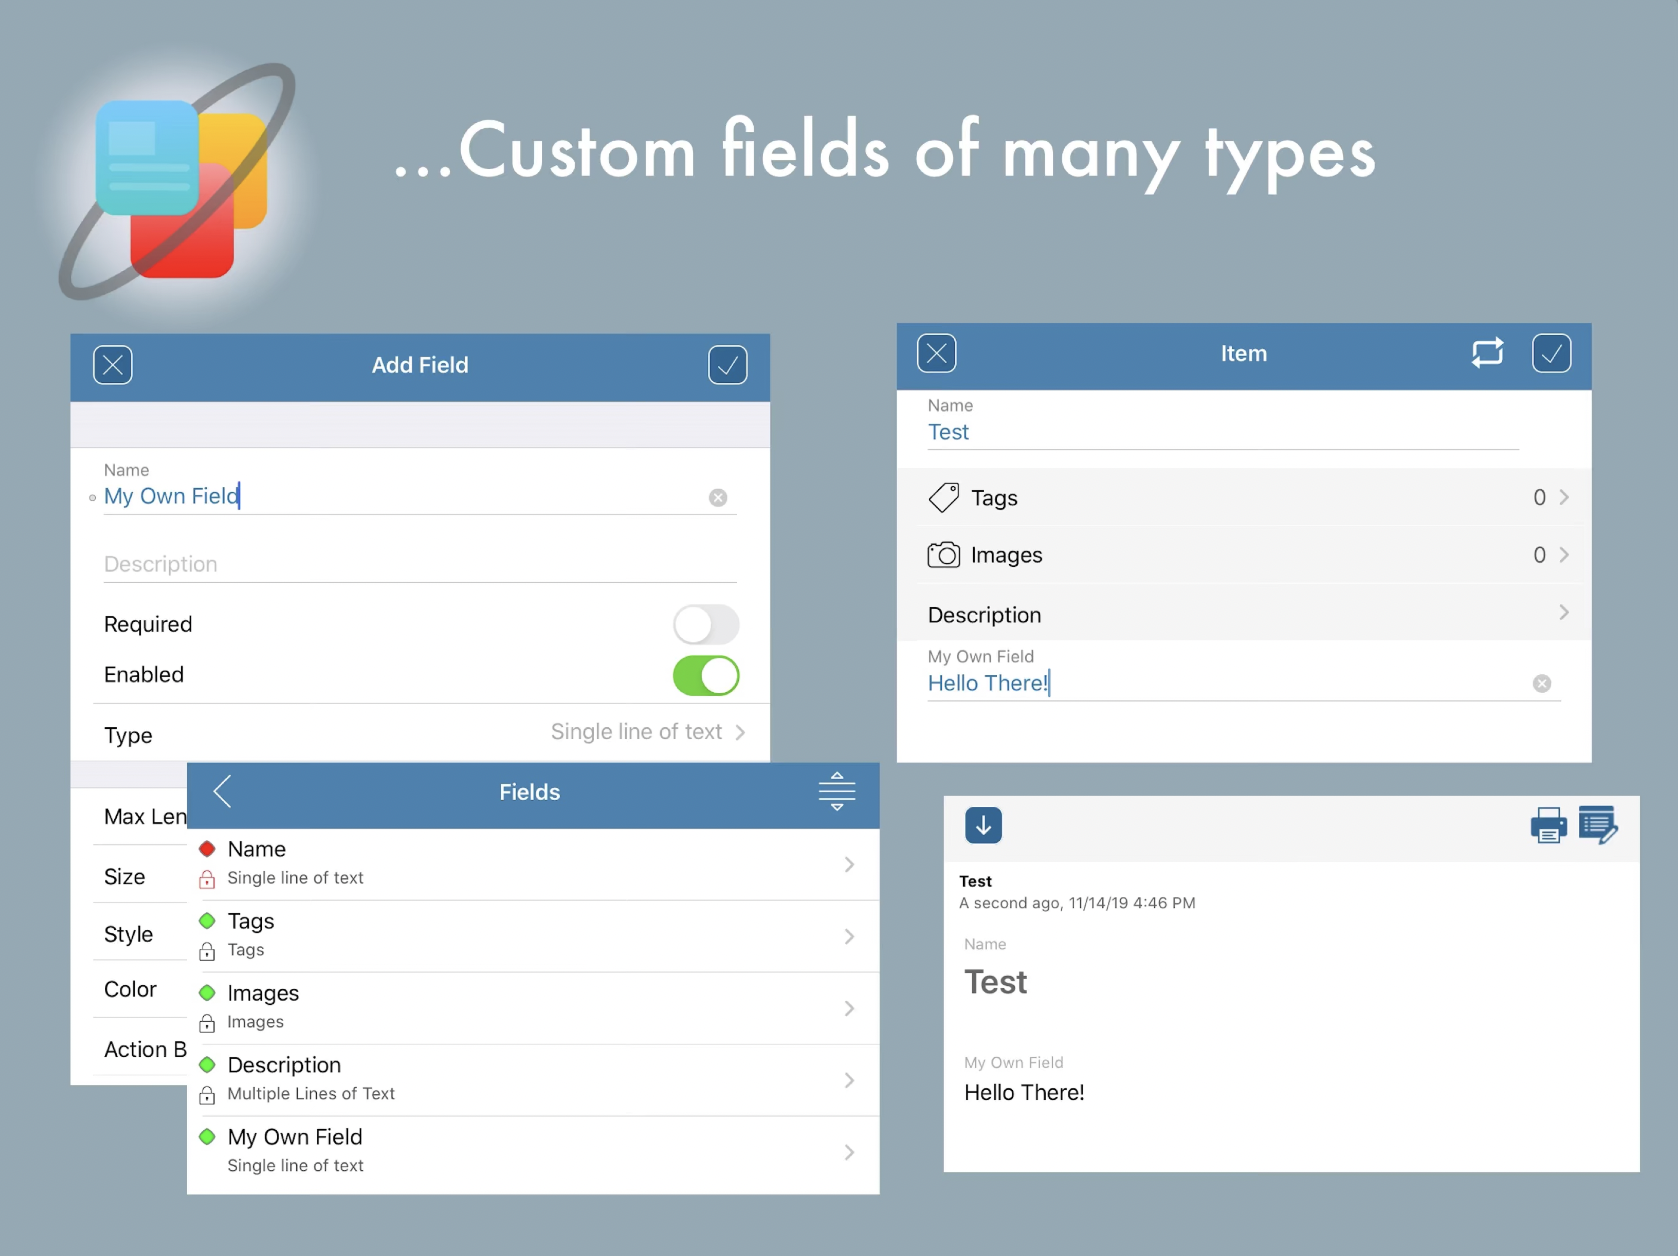 ...Custom fields of many types
Add Field
Name
My Own Field
Description
Required
Enabled
Type
Single line of text
Max Len
Size
Style
Color
Action B
Fields
Name
Single line of text
Tags
Tags
Images
Images
Description
Multiple Lines of Text
My Own Field
Single line of text
Item
Name
Test
Tags 0
Images 0
Description
My Own Field
Hello There!
Test
A second ago, 11/14/19 4:46 PM
Name
Test
My Own Field
Hello There!